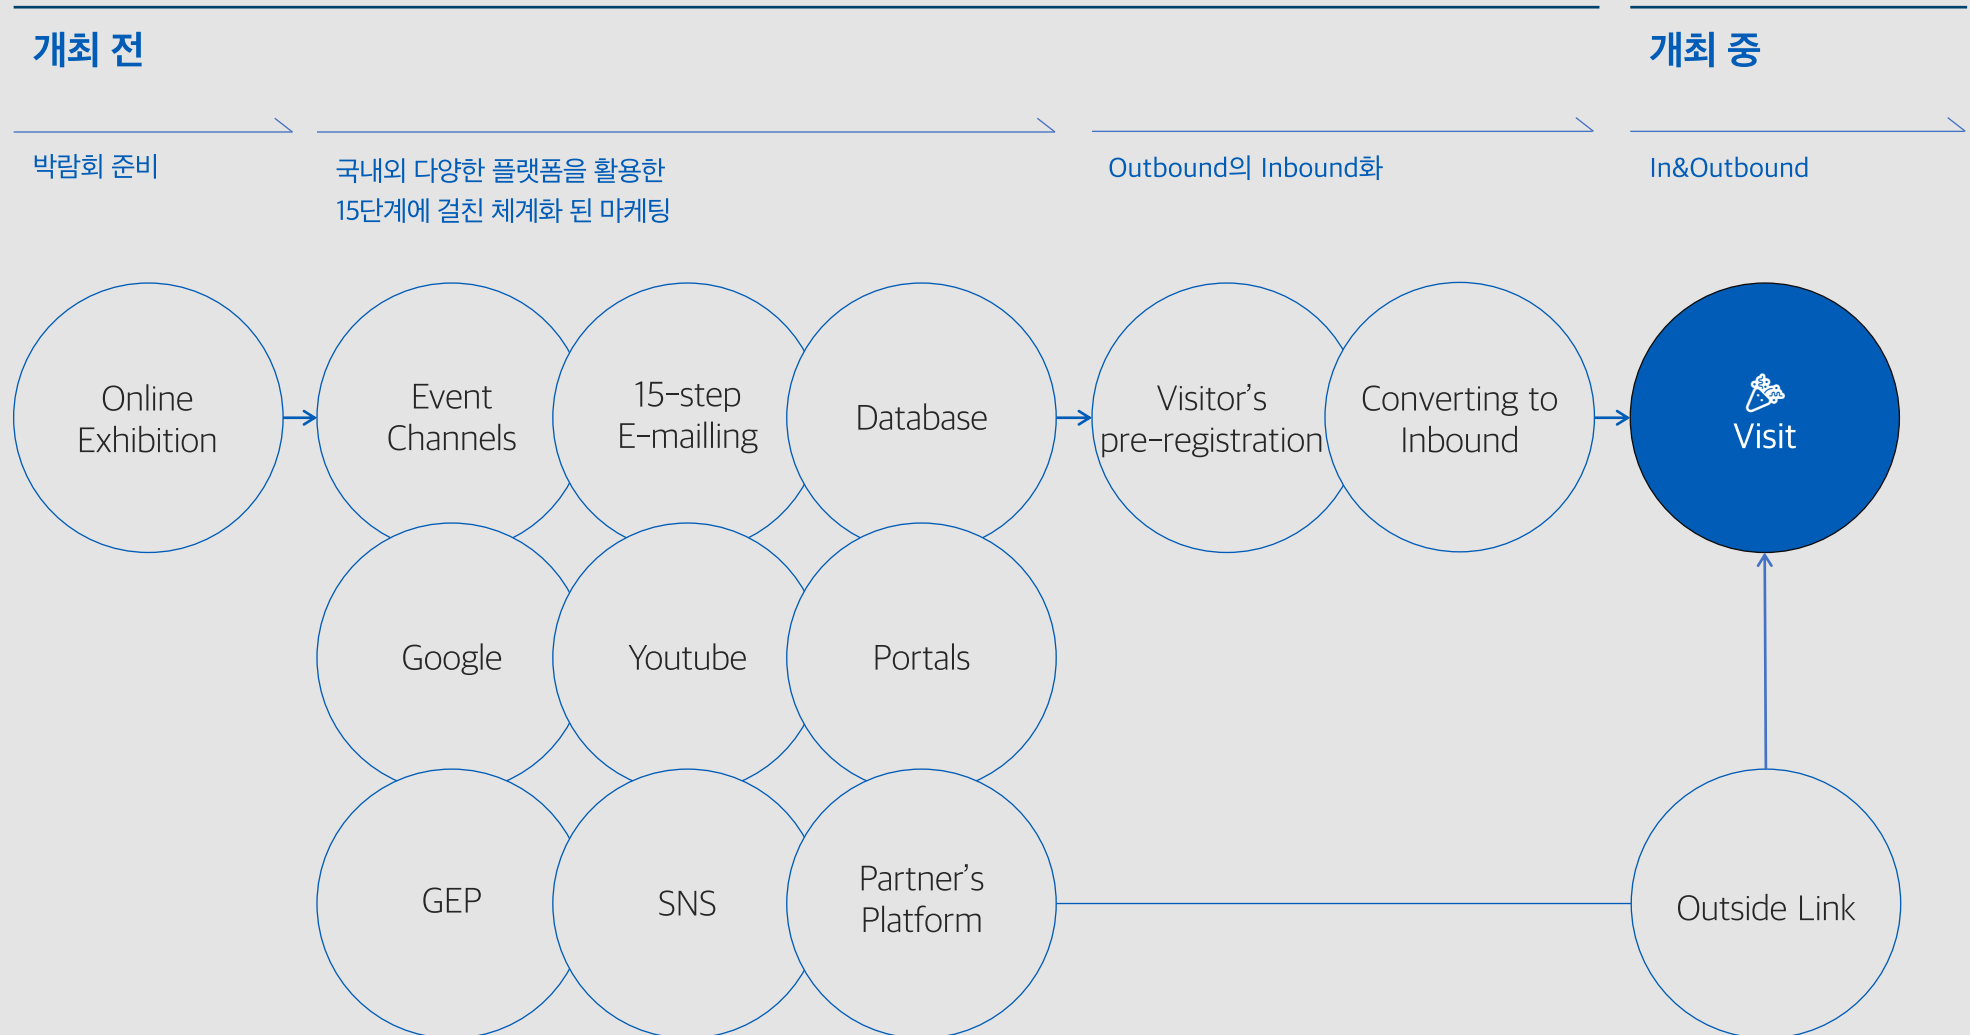 개최 전
개최 중
박람회 준비
국내외 다양한 플랫폼을 활용한
15단계에 걸친 체계화 된 마케팅
Outbound의 Inbound화
In&Outbound
Online
Exhibition
Event
Channels
15-step
E-mailling
Database
Visitor’s
pre-registration
Converting to
Inbound
Visit
Google
Youtube
Portals
GEP
SNS
Partner’s
Platform
Outside Link